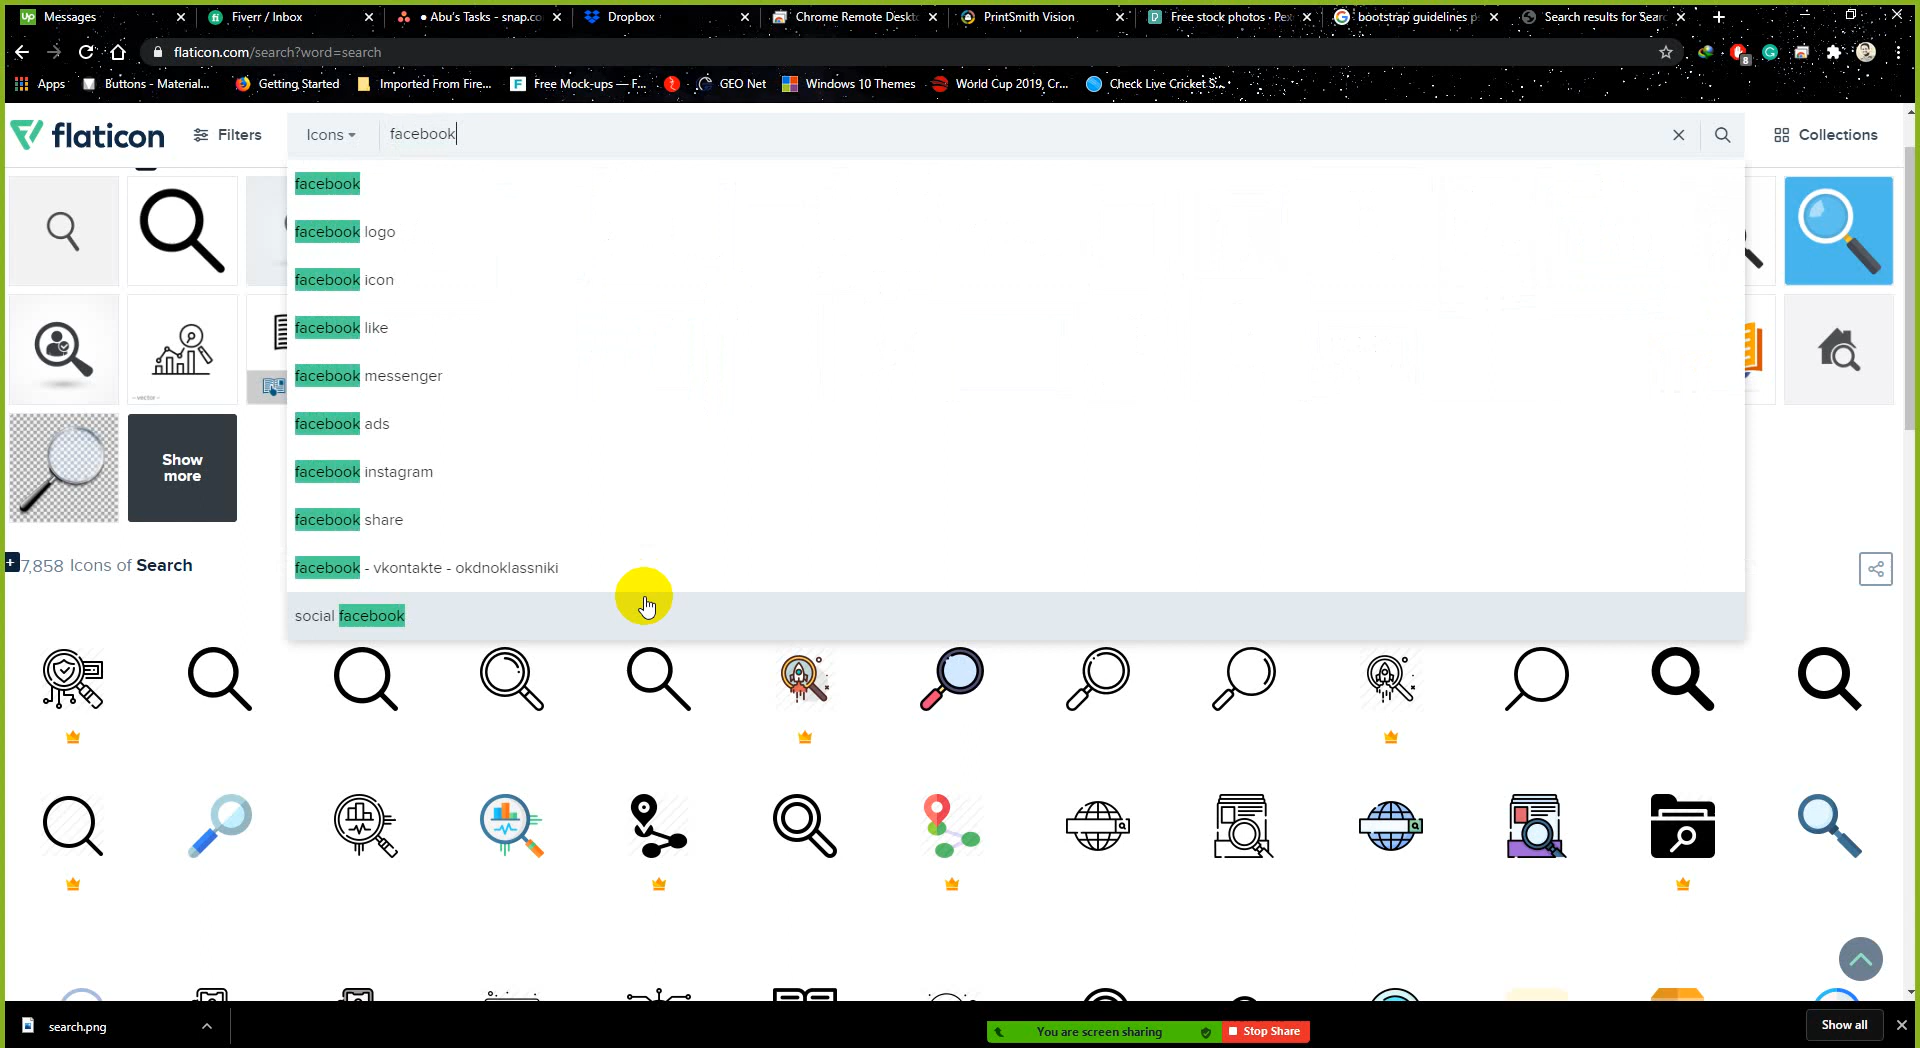 Messages
Fiverr / Inbox
• Abu's Tasks - snap.co
Dropbox
Chrome Remote Deskt
PrintSmith Vision
Free stock photos · Pex
bootstrap guidelines p
Search results for Sear
flaticon.com/search?word=search
8
Apps
Buttons - Material...
Getting Started
Imported From Fire...
Free Mock-ups — F...
GEO Net
Windows 10 Themes
World Cup 2019, Cr...
Check Live Cricket S...
flaticon
Filters
Icons
facebook
Collections
facebook
facebook logo
facebook icon
facebook like
facebook messenger
facebook ads
facebook instagram
facebook share
facebook - vkontakte - okdnoklassniki
social facebook
Show
more
7,858 Icons of Search
search.png
You are screen sharing
Stop Share
Show all